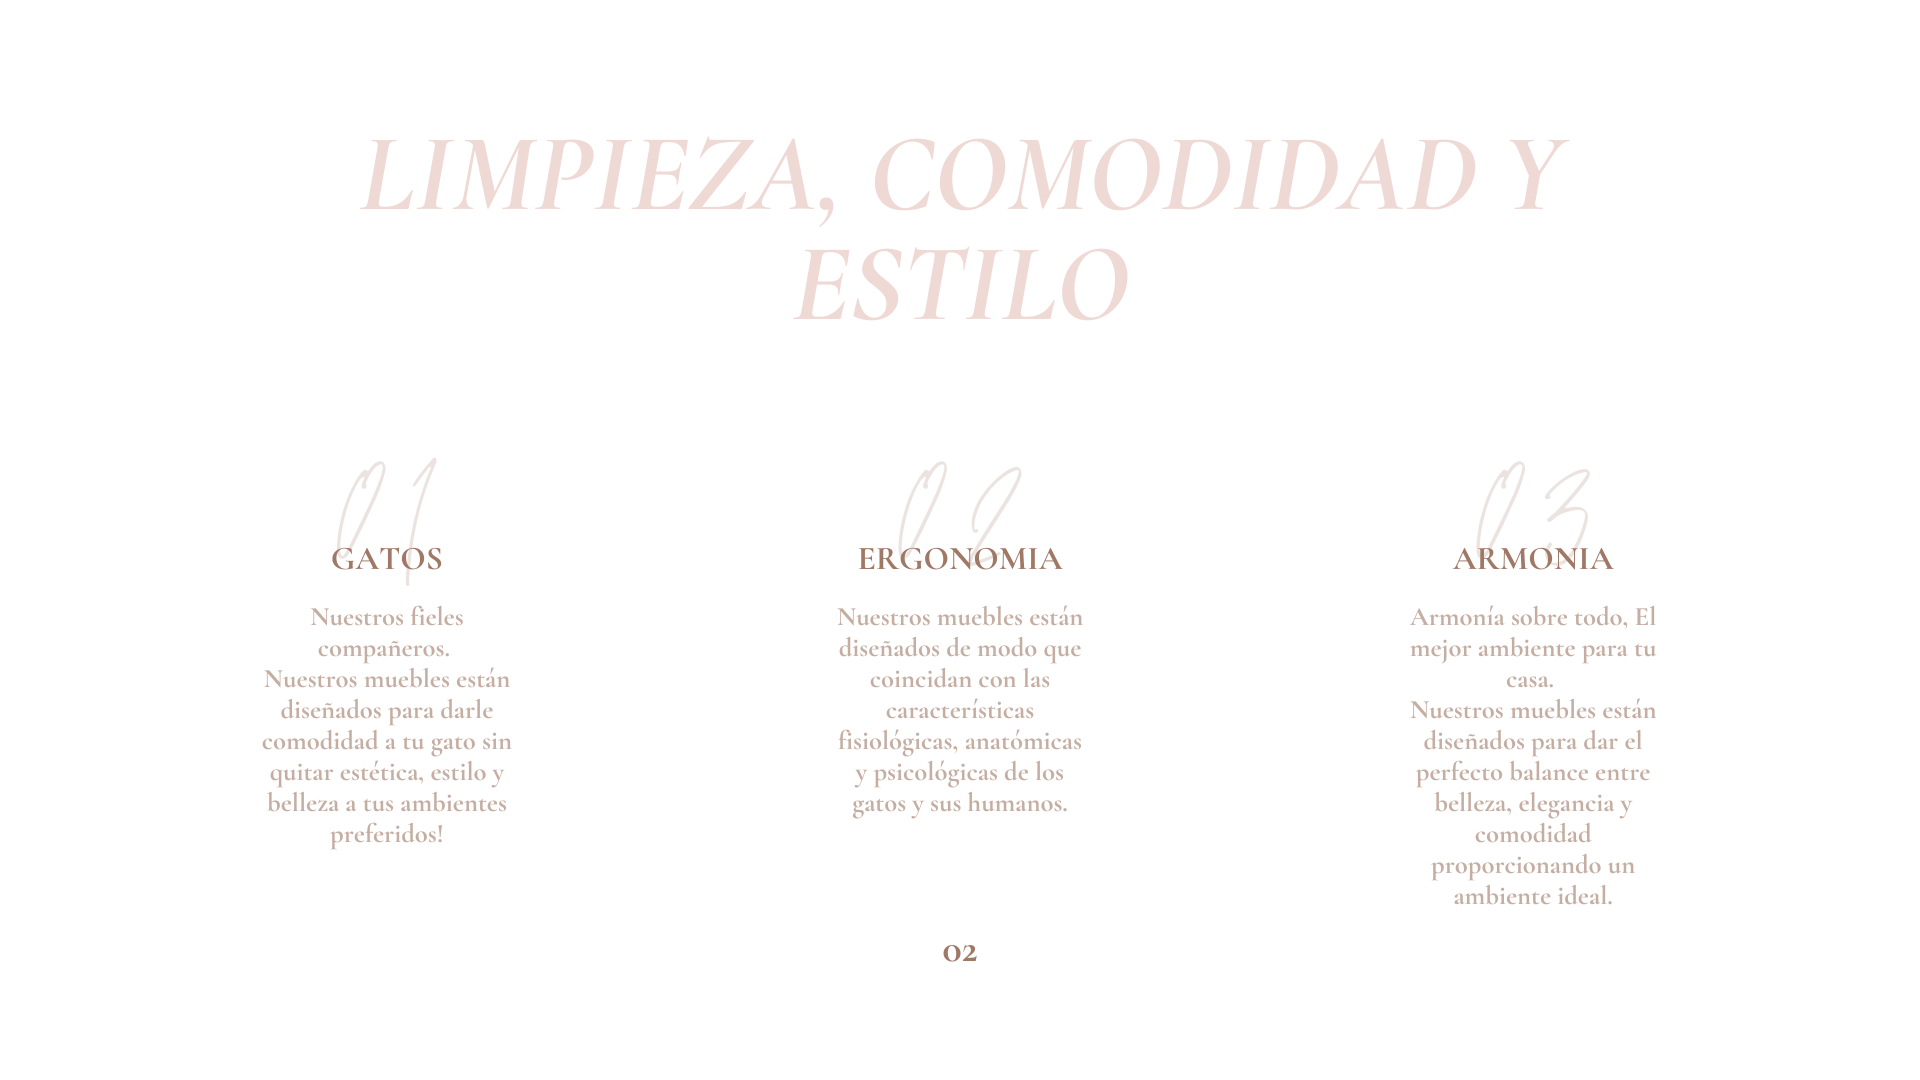 LIMPIEZA, COMODIDAD Y
ESTILO
01
GATOS
Nuestros fieles
compañeros.
Nuestros muebles están
diseñados para darle
comodidad a tu gato sin
quitar estética, estilo y
belleza a tus ambientes
preferidos!
02
ERGONOMIA
Nuestros muebles están
diseñados de modo que
coincidan con las
características
fisiológicas, anatómicas
y psicológicas de los
gatos y sus humanos.
03
ARMONIA
Armonía sobre todo, El
mejor ambiente para tu
casa.
Nuestros muebles están
diseñados para dar el
perfecto balance entre
belleza, elegancia y
comodidad
proporcionando un
ambiente ideal.
02